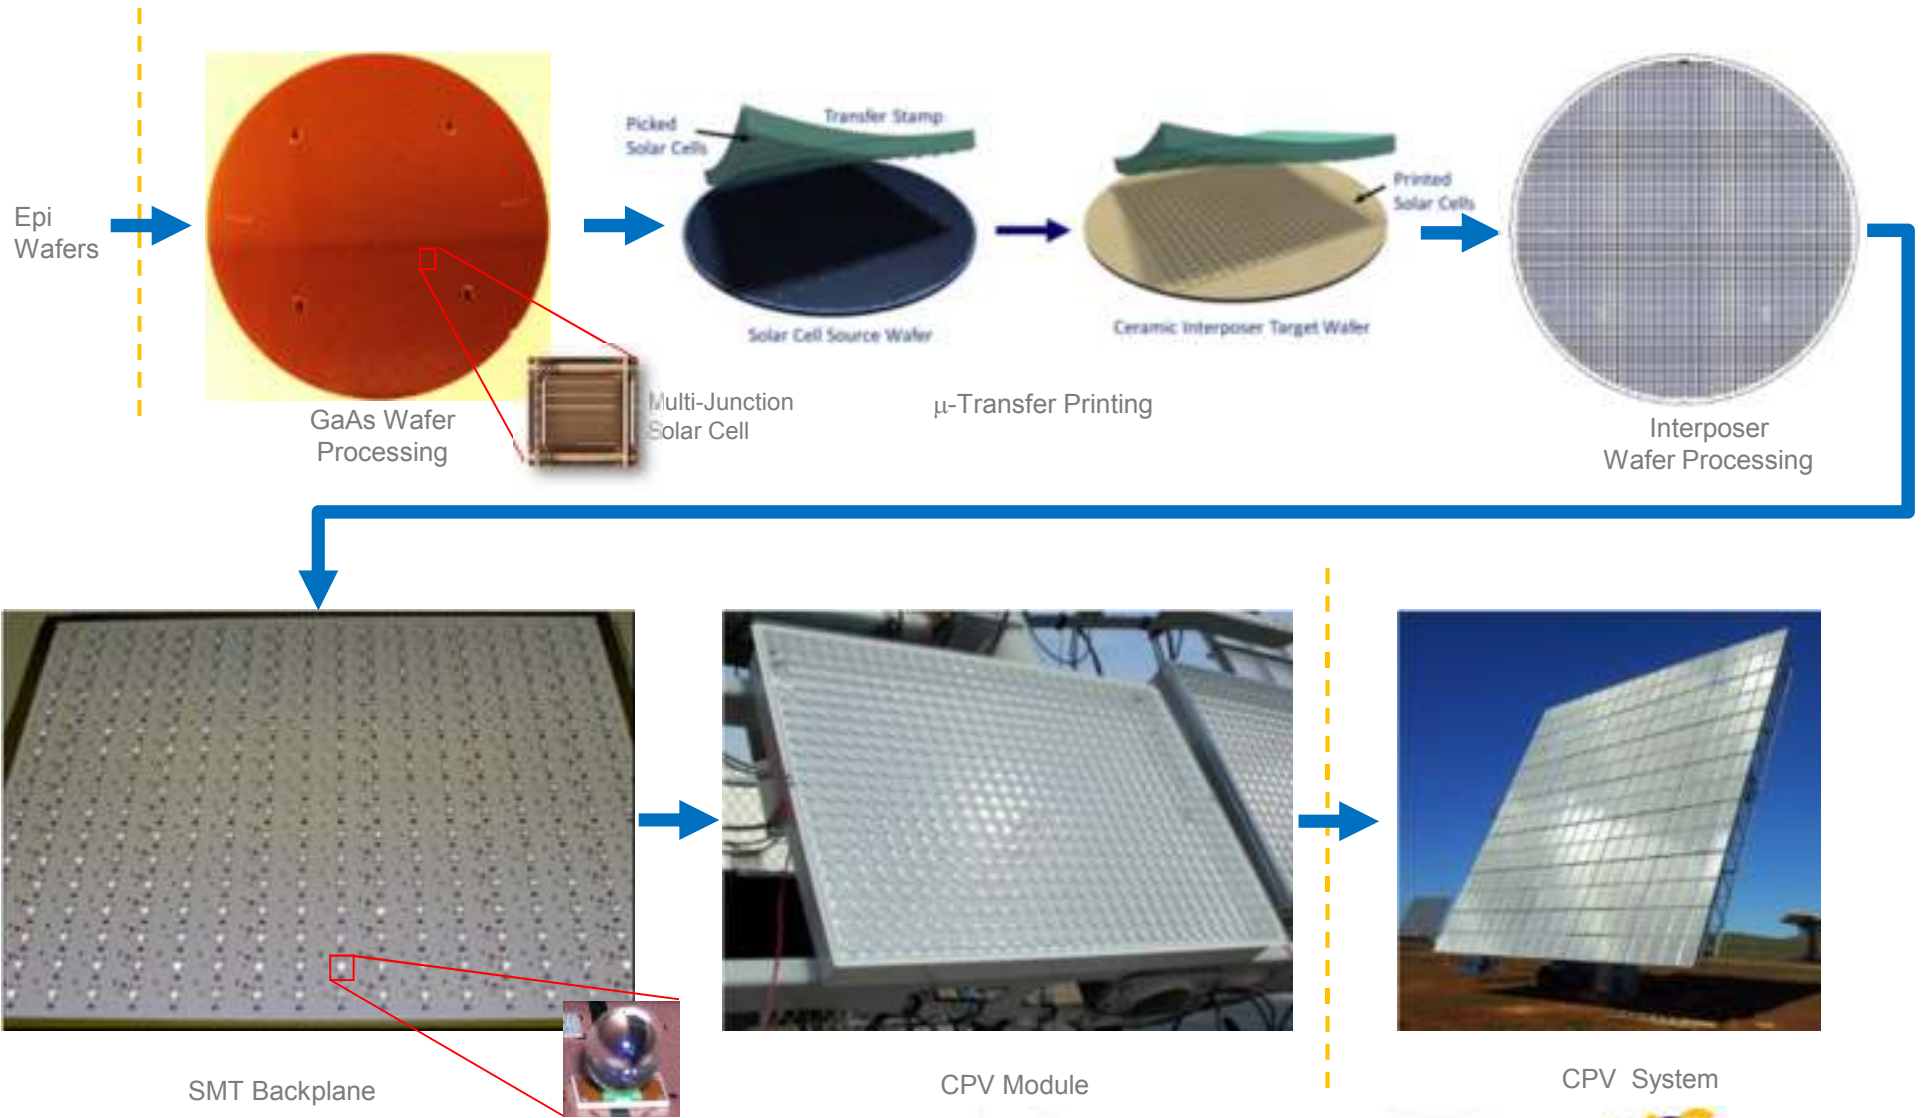 Epi
Wafers
GaAs Wafer
Processing
Multi-Junction
Solar Cell
Picked
Solar Cells
Transfer Stamp
Solar Cell Source Wafer
Printed
Solar Cells
Ceramic Interposer Target Wafer
μ-Transfer Printing
Interposer
Wafer Processing
SMT Backplane
CPV Module
CPV System